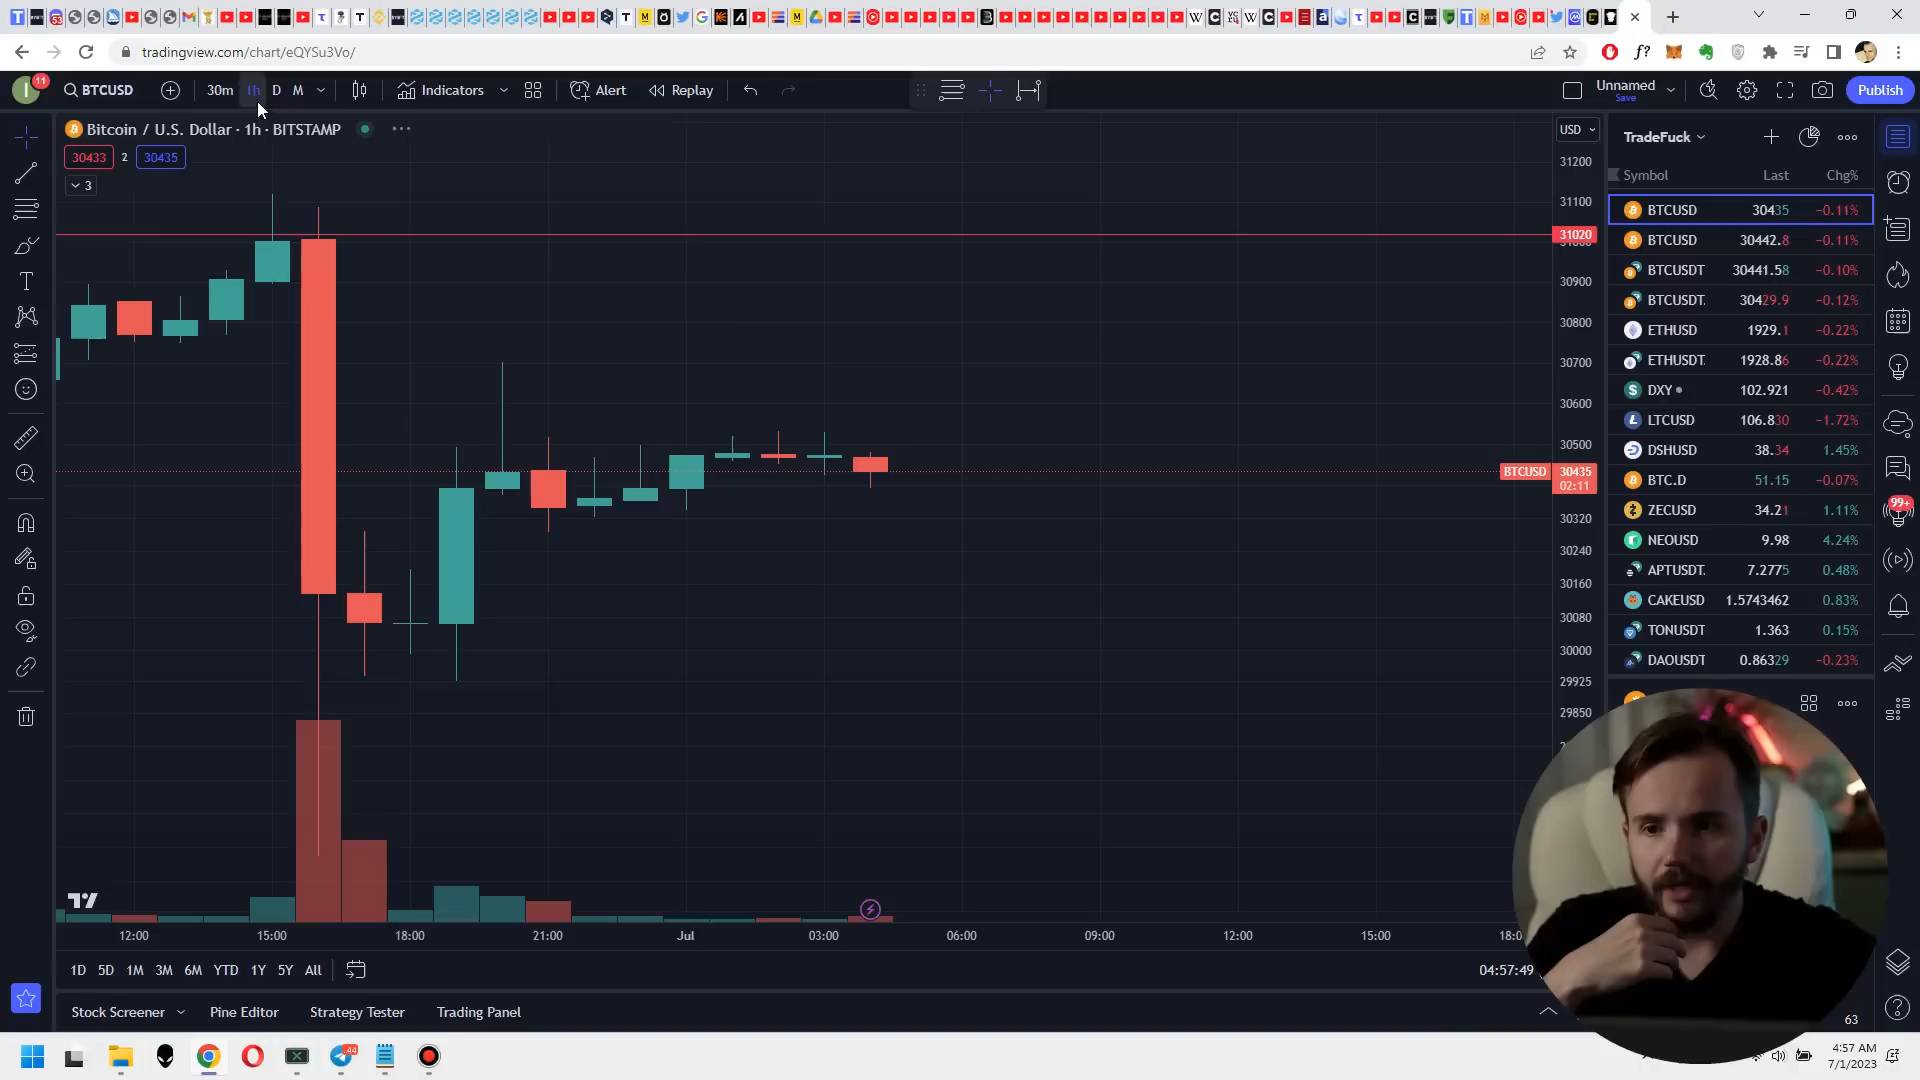 tradingview.com/chart/eQYSu3Vo/
11
BTCUSD
30m
1h
D
M
Indicators
Alert
Replay
Unnamed
Save
Publish
Bitcoin / U.S. Dollar · 1h · BITSTAMP
30433
2
30435
3
USD
31200
31100
31020
30900
30800
30700
30600
30500
BTCUSD
30435
02:11
30320
30240
30160
30080
30000
29925
29850
TradeFuck
Symbol
Last
Chg%
BTCUSD 30435 −0.11%
BTCUSD 30442.8 −0.11%
BTCUSDT 30441.58 −0.10%
BTCUSDT. 30429.9 −0.12%
ETHUSD 1929.1 −0.22%
ETHUSDT. 1928.86 −0.22%
DXY 102.921 −0.42%
LTCUSD 106.830 −1.72%
DSHUSD 38.34 1.45%
BTC.D 51.15 −0.07%
ZECUSD 34.21 1.11%
NEOUSD 9.98 4.24%
APTUSDT. 7.2775 0.48%
CAKEUSD 1.5743462 0.83%
TONUSDT 1.363 0.15%
DAOUSDT 0.86329 −0.23%
99+
12:00
15:00
18:00
21:00
Jul
03:00
06:00
09:00
12:00
15:00
1D 5D 1M 3M 6M YTD 1Y 5Y All
04:57:49
Stock Screener
Pine Editor
Strategy Tester
Trading Panel
63
4:57 AM
7/1/2023